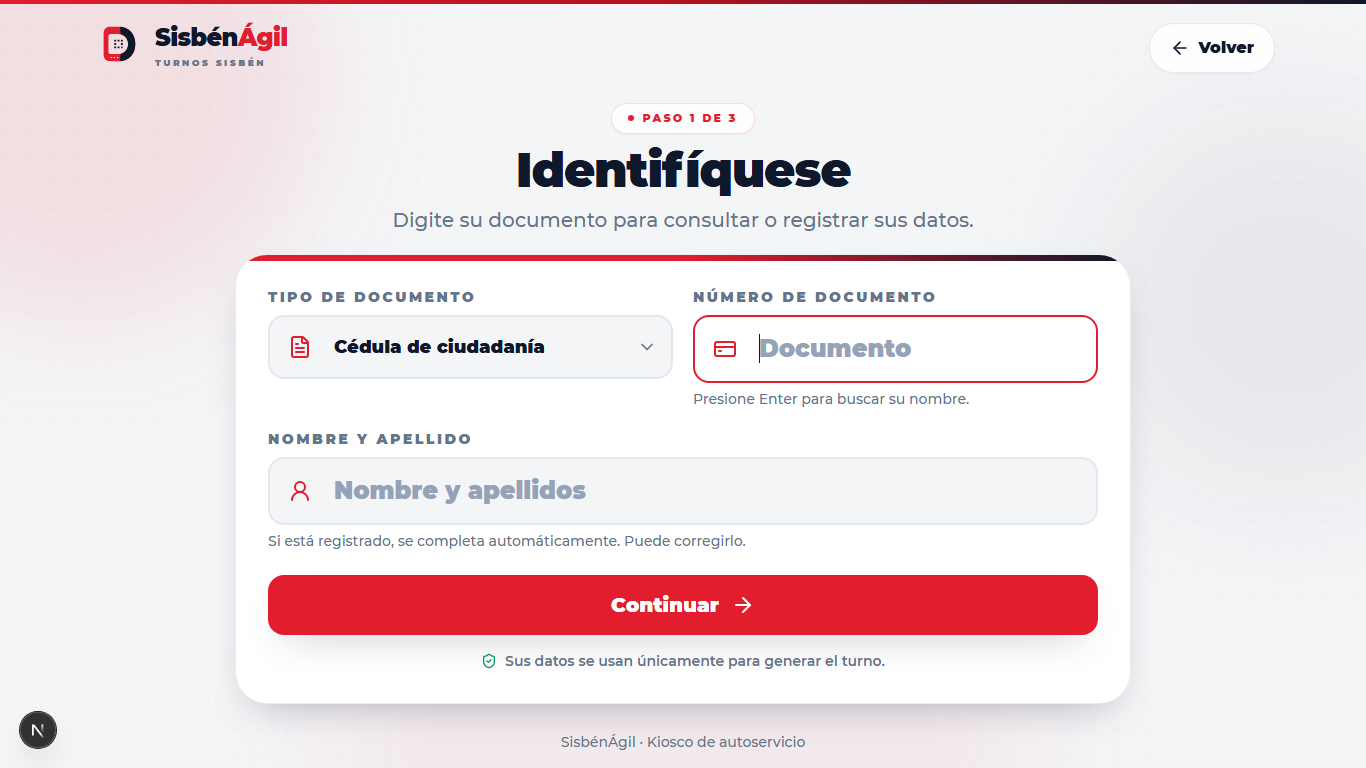 SisbénÁgil
TURNOS SISBÉN
Volver
PASO 1 DE 3
Identifíquese
Digite su documento para consultar o registrar sus datos.
TIPO DE DOCUMENTO
Cédula de ciudadanía
NÚMERO DE DOCUMENTO
Documento
Presione Enter para buscar su nombre.
NOMBRE Y APELLIDO
Nombre y apellidos
Si está registrado, se completa automáticamente. Puede corregirlo.
Continuar
Sus datos se usan únicamente para generar el turno.
N
SisbénÁgil · Kiosco de autoservicio